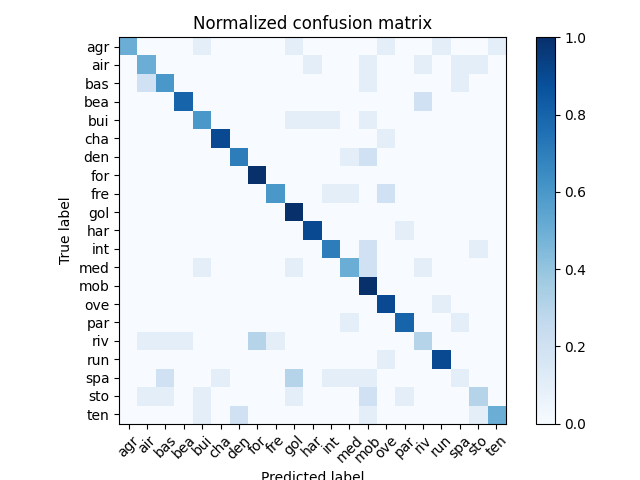 Normalized confusion matrix
True label
agr
air
bas
bea
bui
cha
den
for
fre
gol
har
int
med
mob
ove
par
riv
run
spa
sto
ten
agr air bas bea bui cha den for fre gol har int med mob ove par riv run spa sto ten
Predicted label
1.0
0.8
0.6
0.4
0.2
0.0